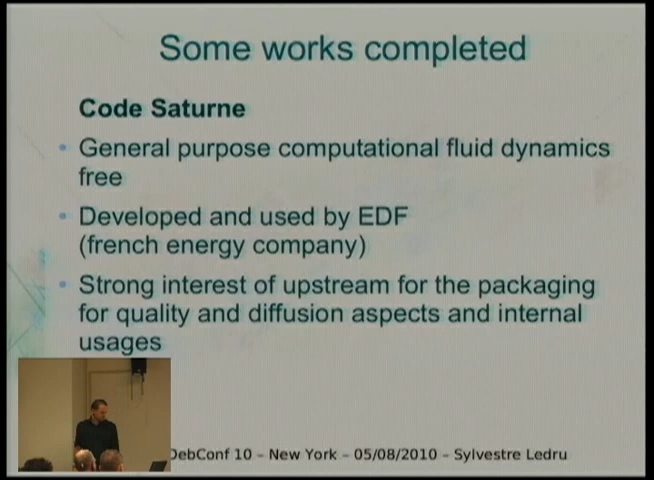 Some works completed
Code Saturne
General purpose computational fluid dynamics
free
Developed and used by EDF
(french energy company)
Strong interest of upstream for the packaging
for quality and diffusion aspects and internal
usages
DebConf 10 - New York - 05/08/2010 - Sylvestre Ledru